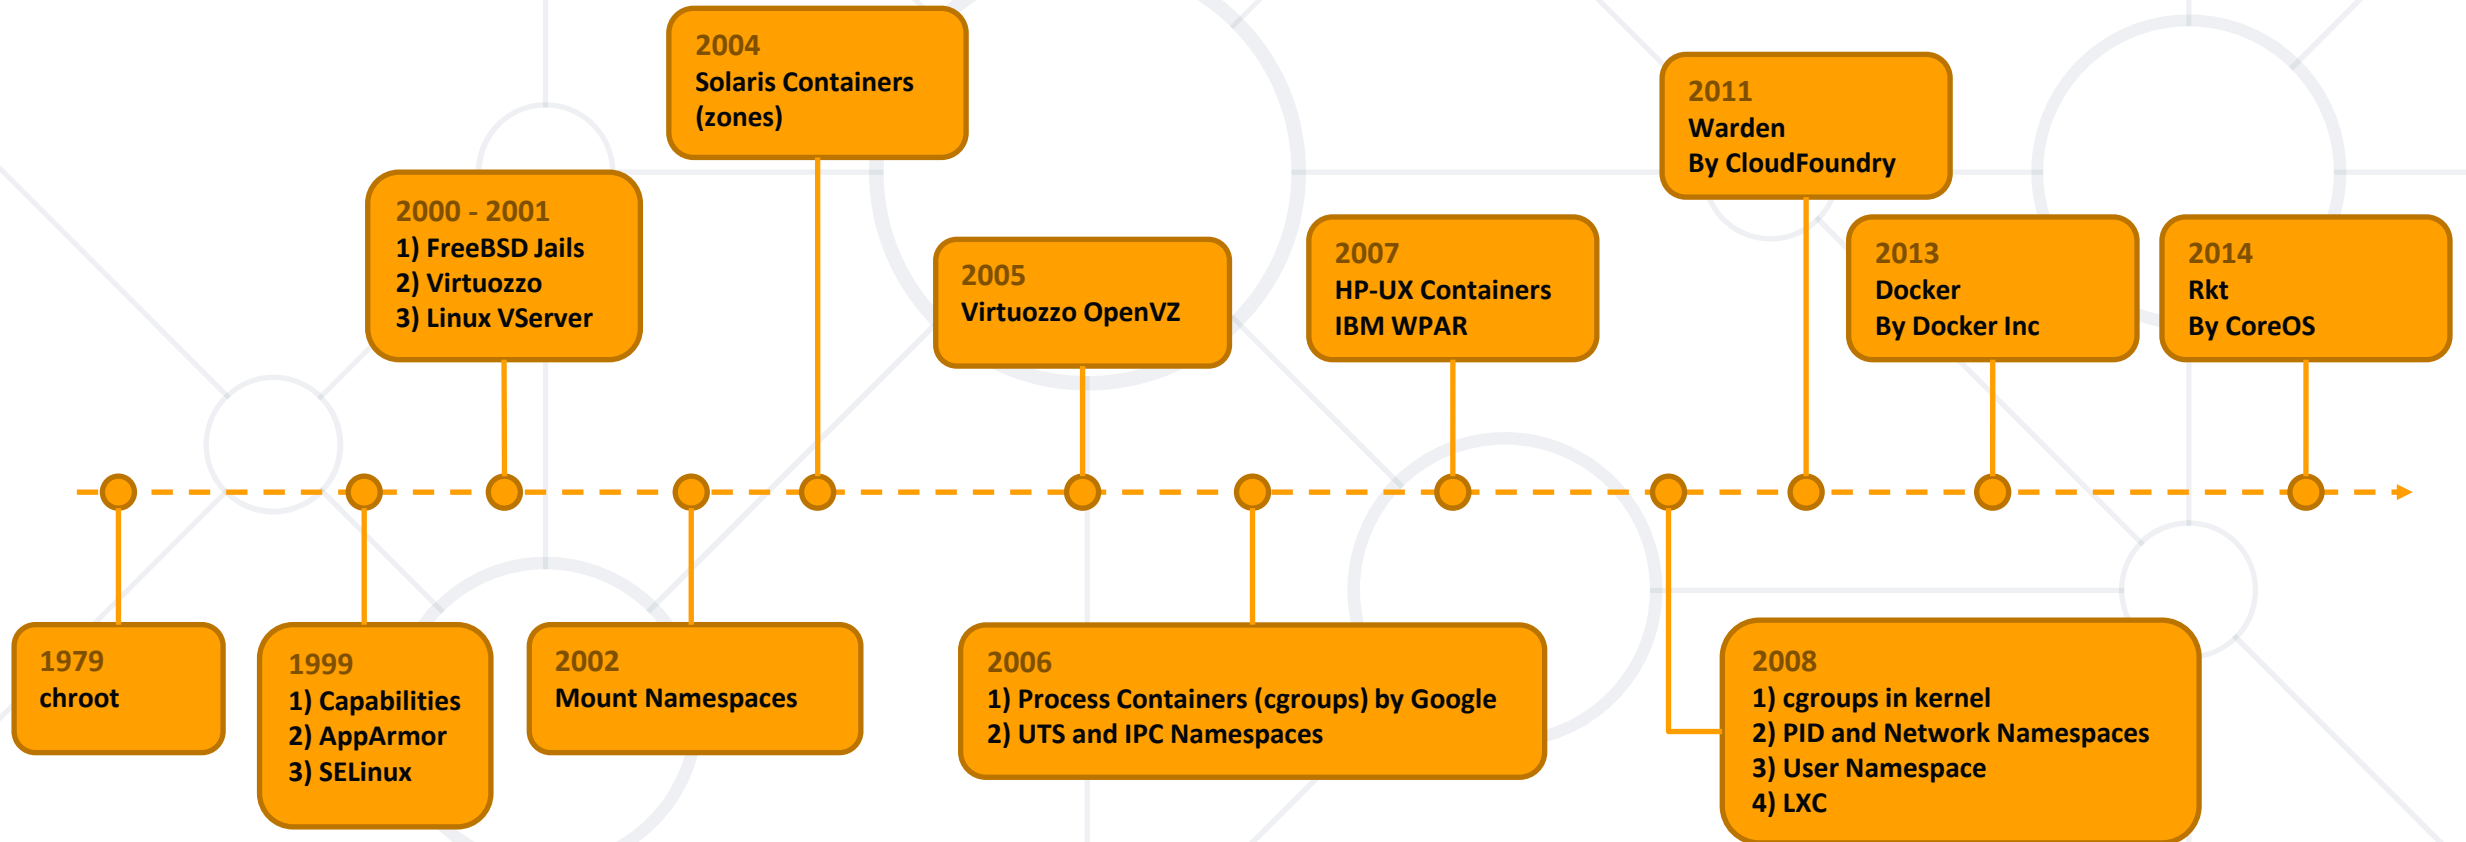 2004
Solaris Containers
(zones)
2011
Warden
By CloudFoundry
2000 - 2001
1) FreeBSD Jails
2) Virtuozzo
3) Linux VServer
2005
Virtuozzo OpenVZ
2007
HP-UX Containers
IBM WPAR
2013
Docker
By Docker Inc
2014
Rkt
By CoreOS
1979
chroot
1999
1) Capabilities
2) AppArmor
3) SELinux
2002
Mount Namespaces
2006
1) Process Containers (cgroups) by Google
2) UTS and IPC Namespaces
2008
1) cgroups in kernel
2) PID and Network Namespaces
3) User Namespace
4) LXC